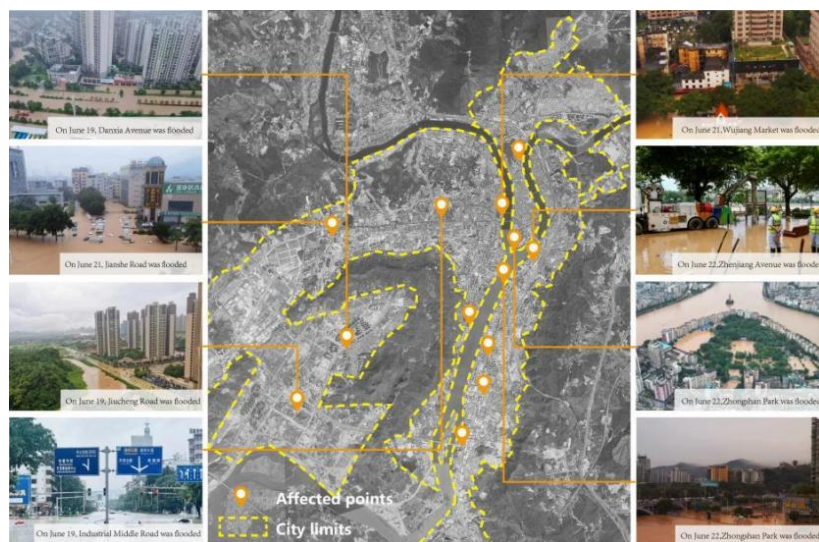 On June 19, Danxia Avenue was flooded
On June 21, Jianshe Road was flooded
On June 19, Jiucheng Road was flooded
On June 19, Industrial Middle Road was flooded
Affected points
City limits
On June 21,Wujiang Market was flooded
On June 22,Zhenjiang Avenue was flooded
On June 22,Zhongshan Park was flooded
On June 22,Zhongshan Park was flooded